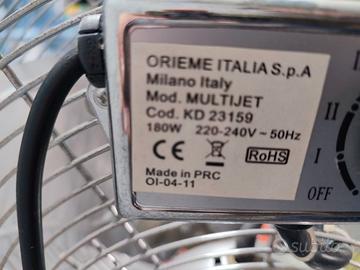 ORIEME ITALIA S.p.A
Milano Italy
Mod. MULTIJET
Cod. KD 23159
180W 220-240V ~ 50Hz
CE RoHS
Made in PRC
OI-04-11
II
I
OFF
subito